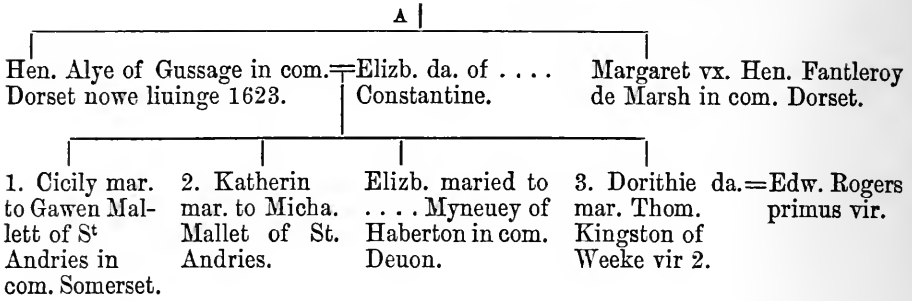 A
Hen. Alye of Gussage in com.=Elizb. da. of . . . .
Dorset nowe liuinge 1623.
Constantine.
Margaret vx. Hen. Fantleroy
de Marsh in com. Dorset.
1. Cicily mar.
to Gawen Mal-
lett of Sᵗ
Andries in
com. Somerset.
2. Katherin
mar. to Micha.
Mallet of St.
Andries.
Elizb. maried to
. . . . Myneuey of
Haberton in com.
Deuon.
3. Dorithie da.=Edw. Rogers
mar. Thom.
Kingston of
Weeke vir 2.
primus vir.